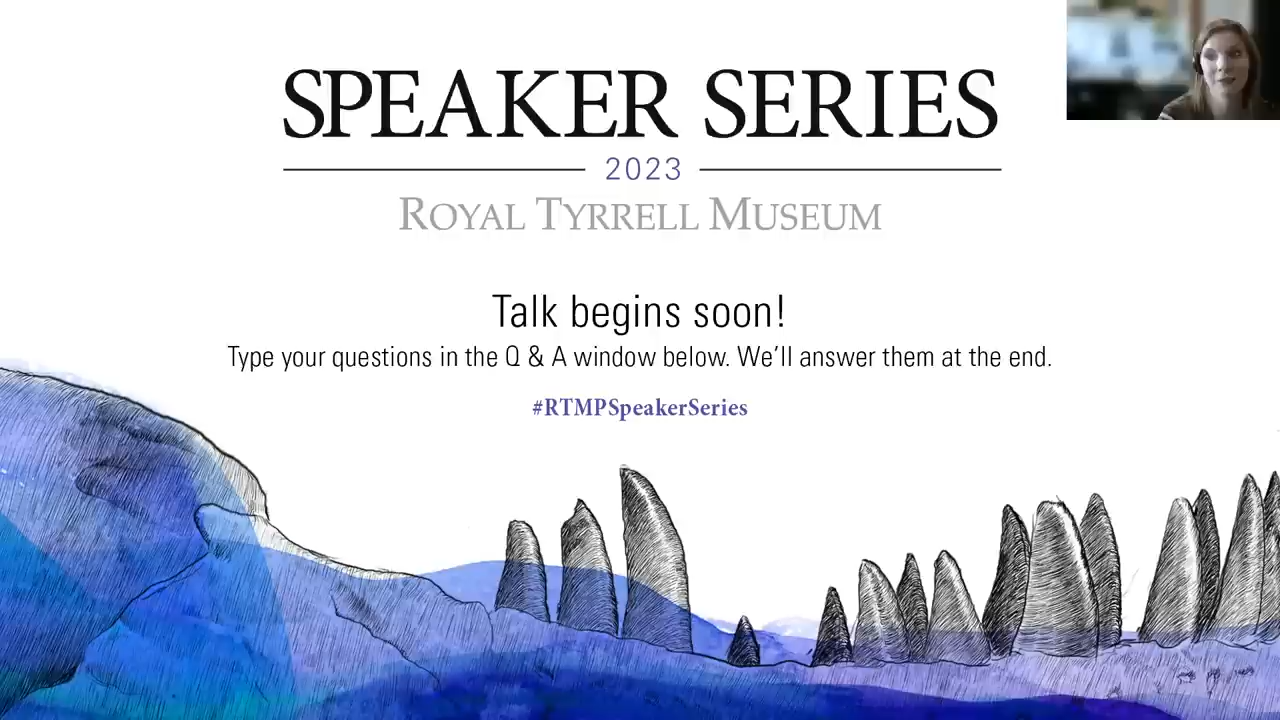 SPEAKER SERIES
2023
ROYAL TYRRELL MUSEUM
Talk begins soon!
Type your questions in the Q & A window below. We’ll answer them at the end.
#RTMPSpeakerSeries